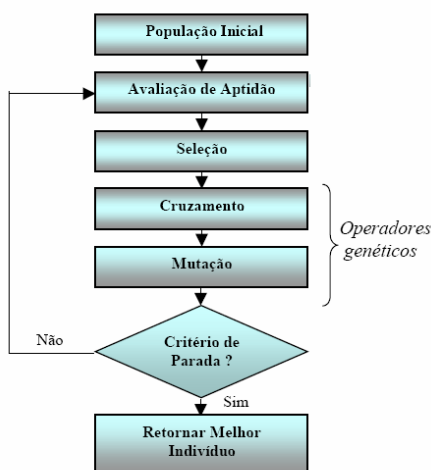 População Inicial
Avaliação de Aptidão
Seleção
Cruzamento
Mutação
Operadores
genéticos
Critério de
Parada ?
Não
Sim
Retornar Melhor
Indivíduo